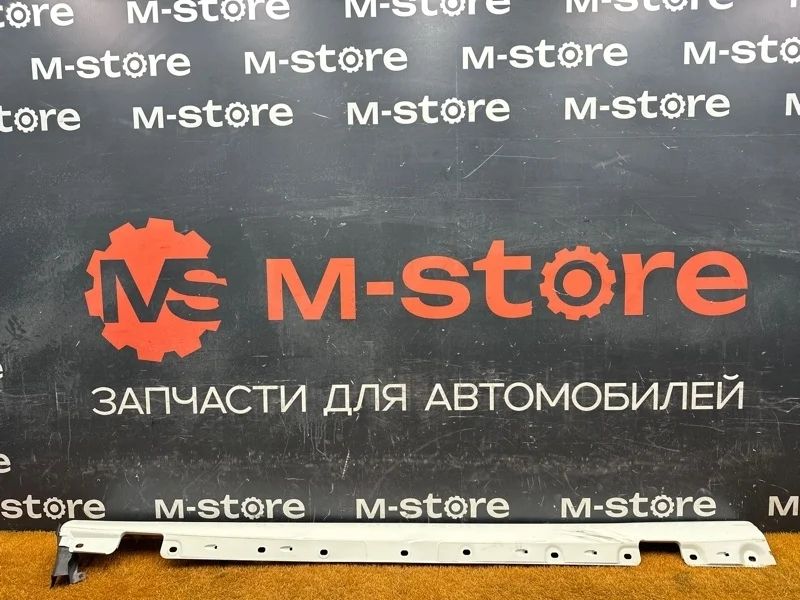 store M-store M-store M-store
M-store M-store M-store M-sto
tore M-store M-store M-store
MS M-store
ЗАПЧАСТИ ДЛЯ АВТОМОБИЛЕЙ
-store M-store M-store M-store M